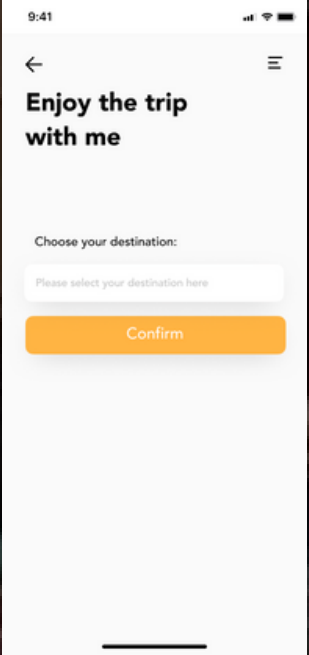 9:41
Enjoy the trip
with me
Choose your destination:
Please select your destination here
Confirm